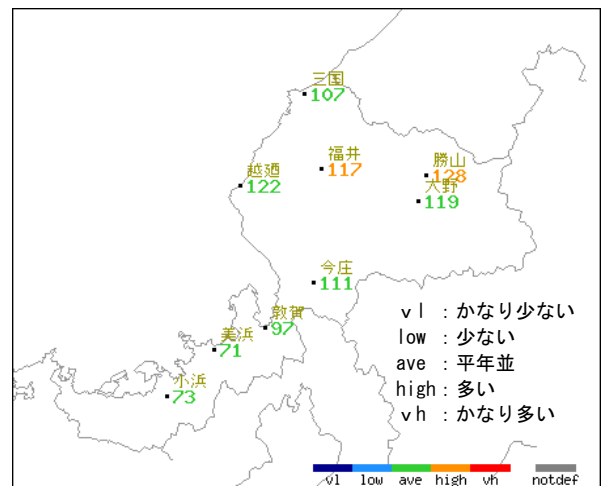 三国
107
福井
117
勝山
128
越廼
122
大野
119
今庄
111
敦賀
97
美浜
71
小浜
73
vl：かなり少ない
low：少ない
ave：平年並
high：多い
vh：かなり多い
vl low ave high vh notdef